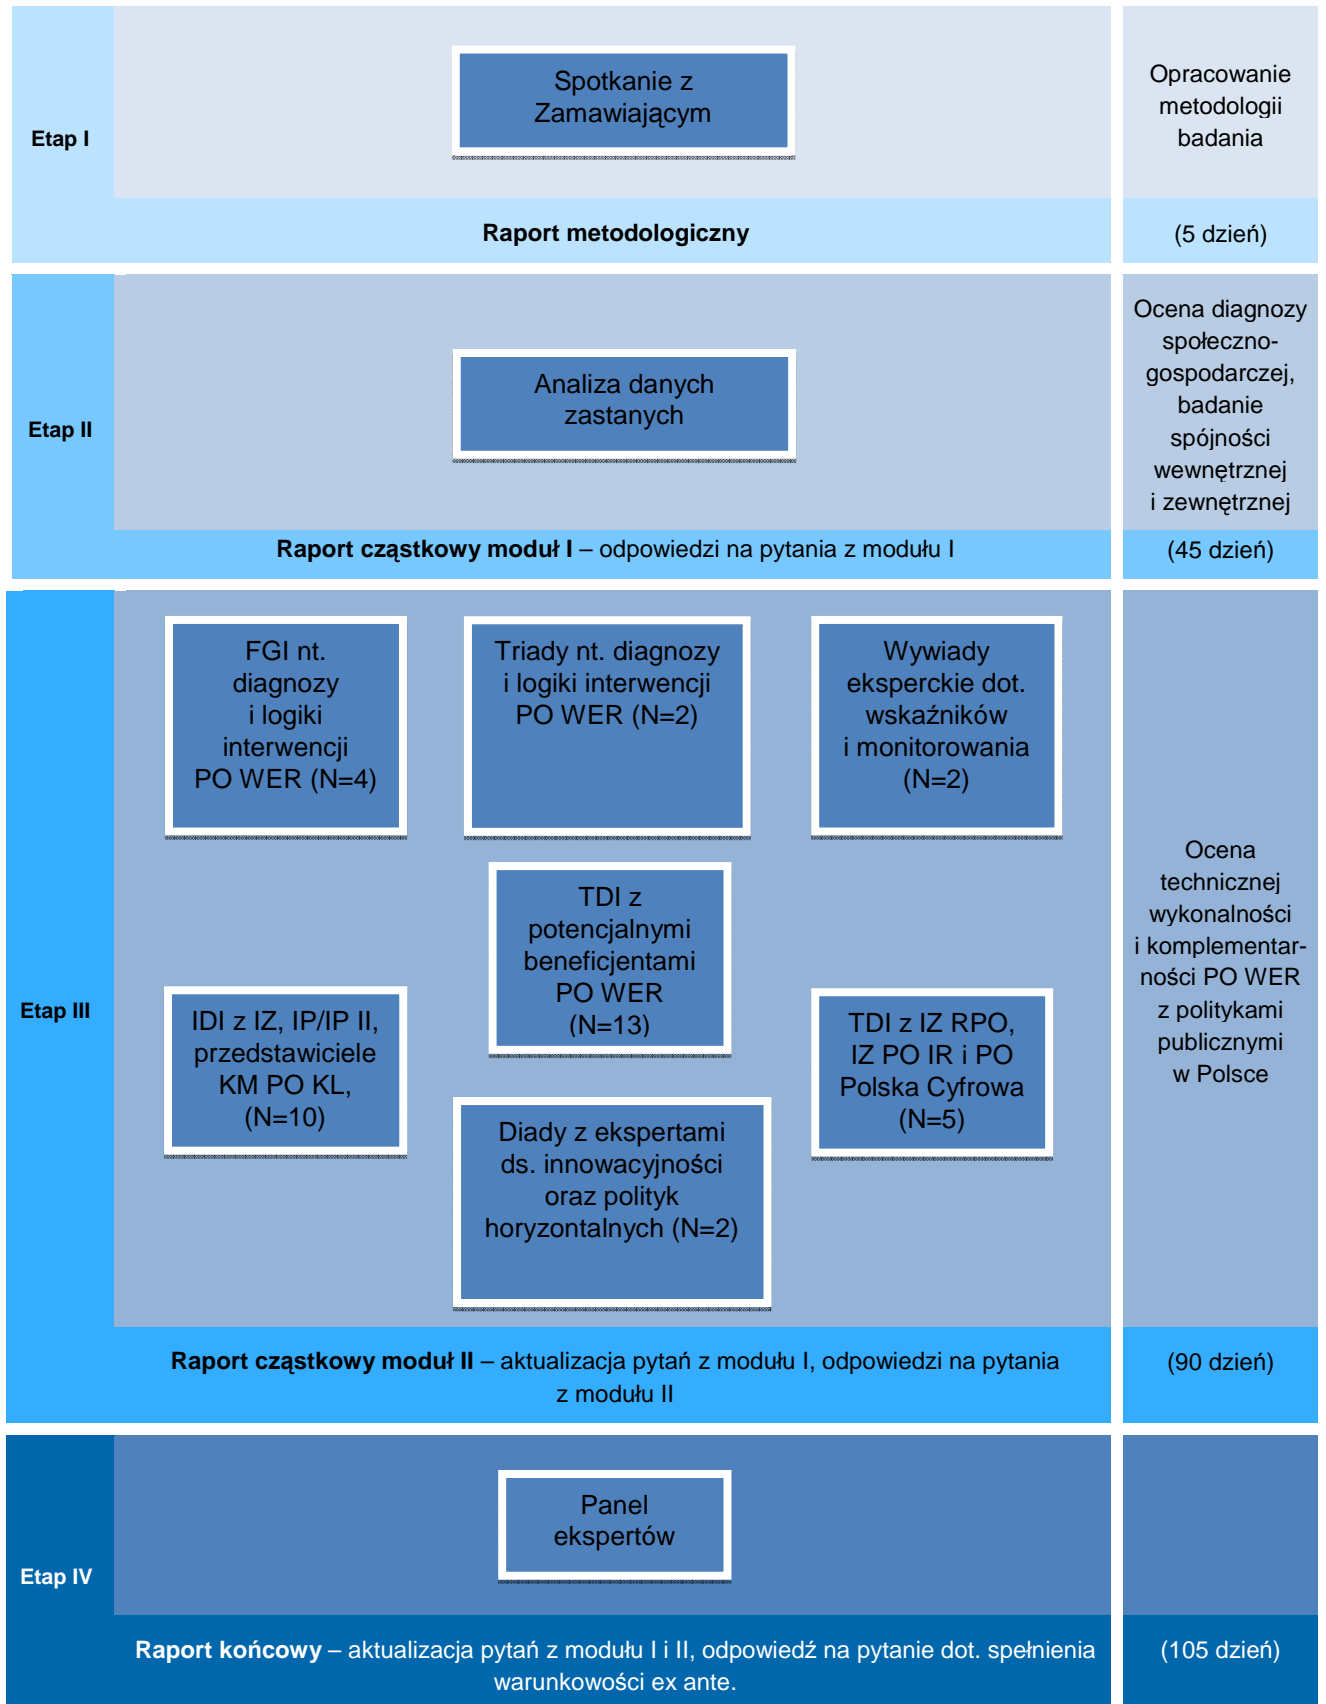 Etap I
Spotkanie z
Zamawiającym
Opracowanie
metodologii
badania
Raport metodologiczny
(5 dzień)
Etap II
Analiza danych
zastanych
Ocena diagnozy
społeczno-
gospodarczej,
badanie
spójności
wewnętrznej
i zewnętrznej
Raport cząstkowy moduł I – odpowiedzi na pytania z modułu I
(45 dzień)
Etap III
FGI nt.
diagnozy
i logiki
interwencji
PO WER (N=4)
Triady nt. diagnozy
i logiki interwencji
PO WER (N=2)
Wywiady
eksperckie dot.
wskaźników
i monitorowania
(N=2)
TDI z
potencjalnymi
beneficjentami
PO WER
(N=13)
IDI z IZ, IP/IP II,
przedstawiciele
KM PO KL,
(N=10)
TDI z IZ RPO,
IZ PO IR i PO
Polska Cyfrowa
(N=5)
Diady z ekspertami
ds. innowacyjności
oraz polityk
horyzontalnych (N=2)
Ocena
technicznej
wykonalności
i komplementar-
ności PO WER
z politykami
publicznymi
w Polsce
Raport cząstkowy moduł II – aktualizacja pytań z modułu I, odpowiedzi na pytania
z modułu II
(90 dzień)
Etap IV
Panel
ekspertów
Raport końcowy – aktualizacja pytań z modułu I i II, odpowiedź na pytanie dot. spełnienia
warunkowości ex ante.
(105 dzień)